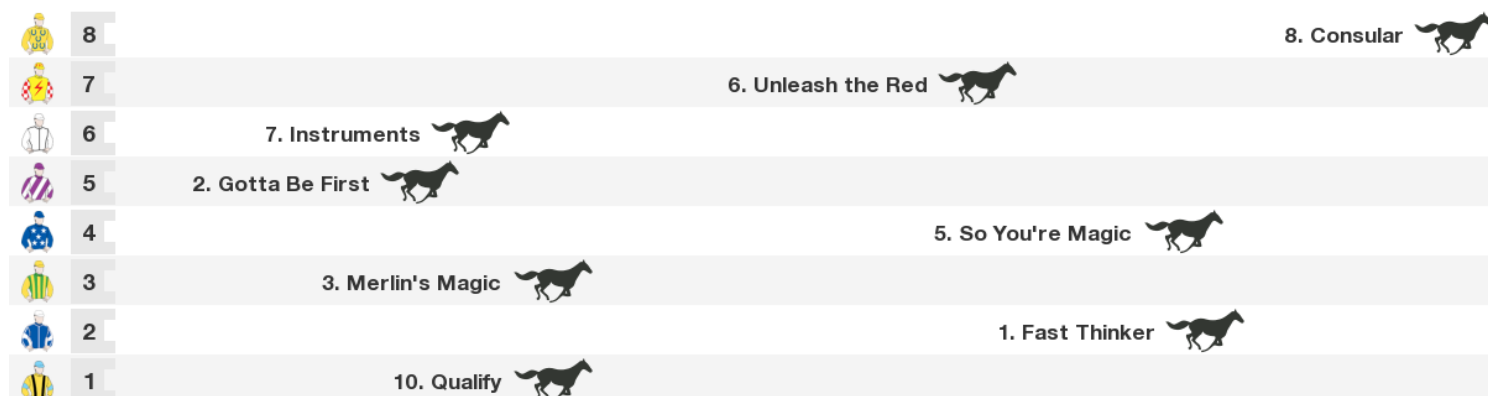 8 8. Consular
7 6. Unleash the Red
6 7. Instruments
5 2. Gotta Be First
4 5. So You're Magic
3 3. Merlin's Magic
2 1. Fast Thinker
1 10. Qualify